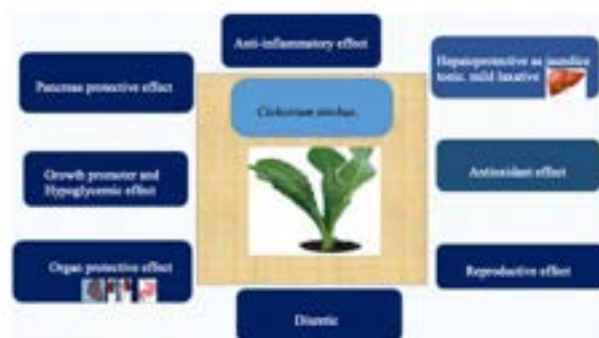 Anti-inflammatory effect
Hepatoprotective as jaundice
tonic, mild laxative
Pancreas protective effect
Cichorium intybus,
Growth promoter and
Hypoglycemic effect
Antioxidant effect
Organ protective effect
Reproductive effect
Diuretic